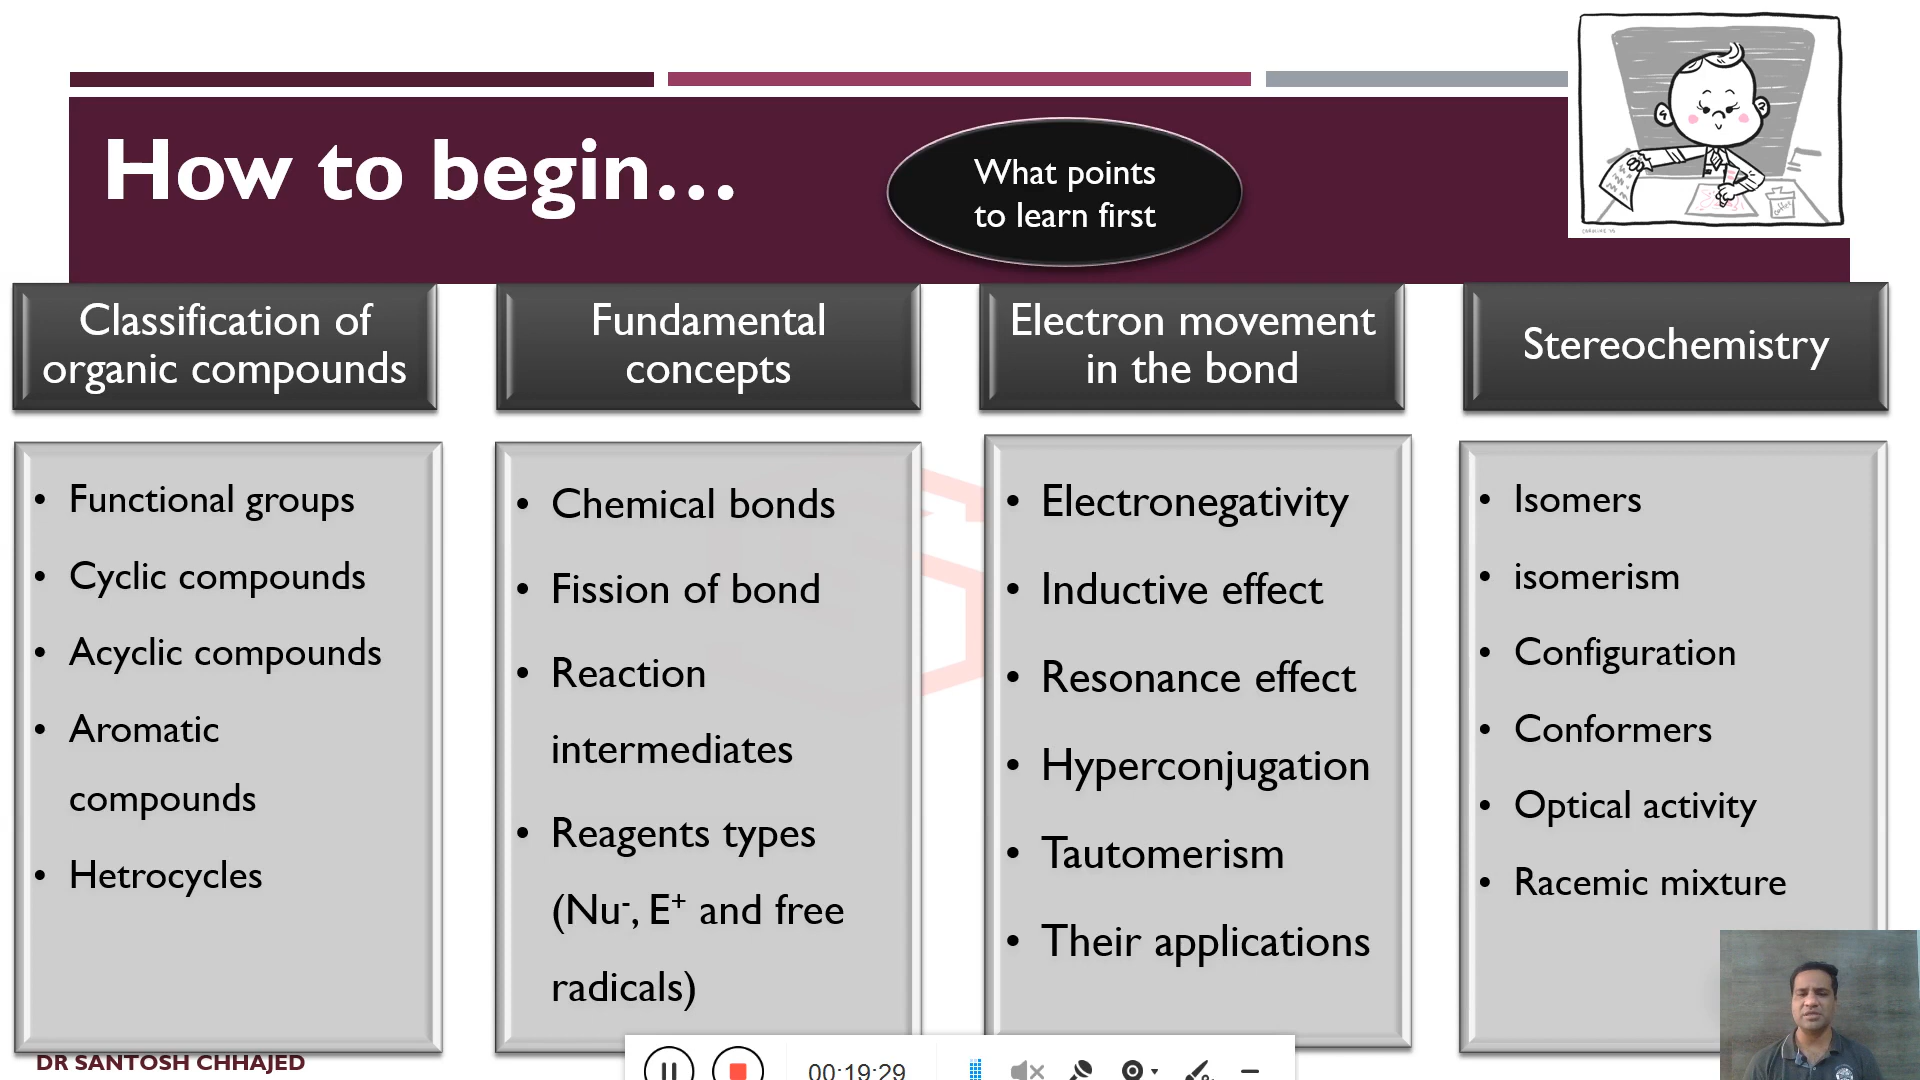 How to begin...
What points
to learn first
Classification of
organic compounds
Fundamental
concepts
Electron movement
in the bond
Stereochemistry
• Functional groups
• Cyclic compounds
• Acyclic compounds
• Aromatic
compounds
• Hetrocycles
• Chemical bonds
• Fission of bond
• Reaction
intermediates
• Reagents types
(Nu⁻, E⁺ and free
radicals)
• Electronegativity
• Inductive effect
• Resonance effect
• Hyperconjugation
• Tautomerism
• Their applications
• Isomers
• isomerism
• Configuration
• Conformers
• Optical activity
• Racemic mixture
DR SANTOSH CHHAJED
00:19:29